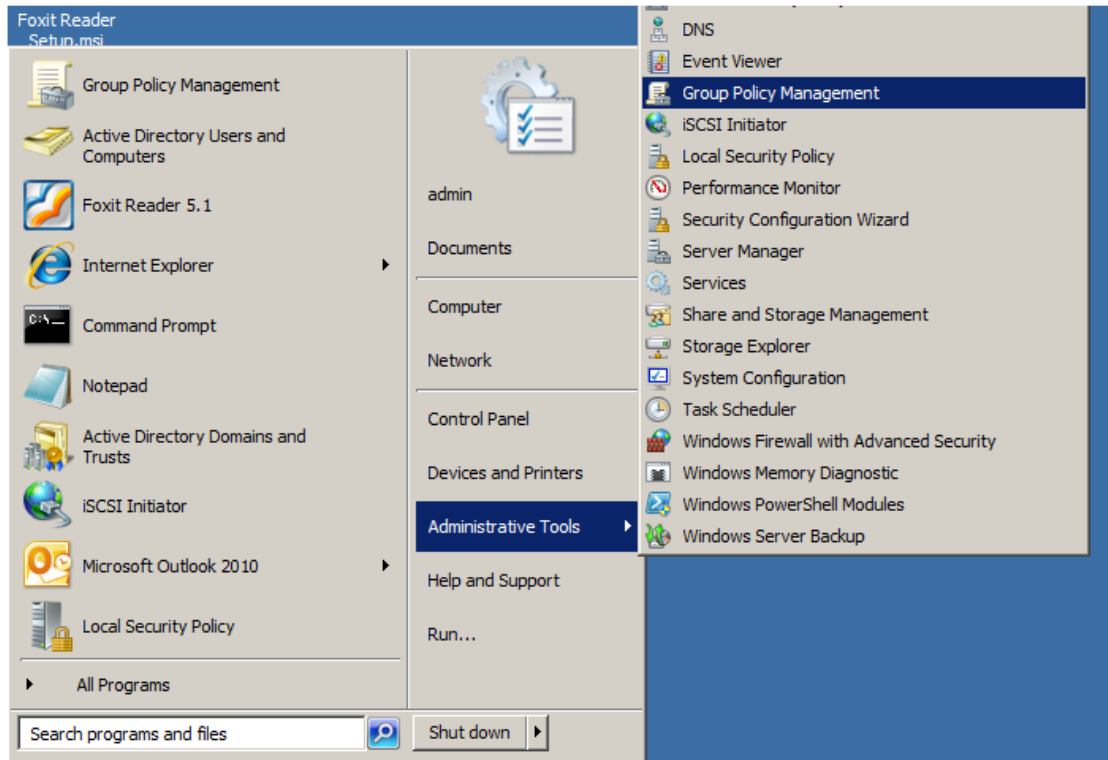 Foxit Reader
Setup.msi
Group Policy Management
Active Directory Users and
Computers
Foxit Reader 5.1
Internet Explorer
Command Prompt
Notepad
Active Directory Domains and
Trusts
iSCSI Initiator
Microsoft Outlook 2010
Local Security Policy
All Programs
Search programs and files
admin
Documents
Computer
Network
Control Panel
Devices and Printers
Administrative Tools
Help and Support
Run...
Shut down
DNS
Event Viewer
Group Policy Management
iSCSI Initiator
Local Security Policy
Performance Monitor
Security Configuration Wizard
Server Manager
Services
Share and Storage Management
Storage Explorer
System Configuration
Task Scheduler
Windows Firewall with Advanced Security
Windows Memory Diagnostic
Windows PowerShell Modules
Windows Server Backup